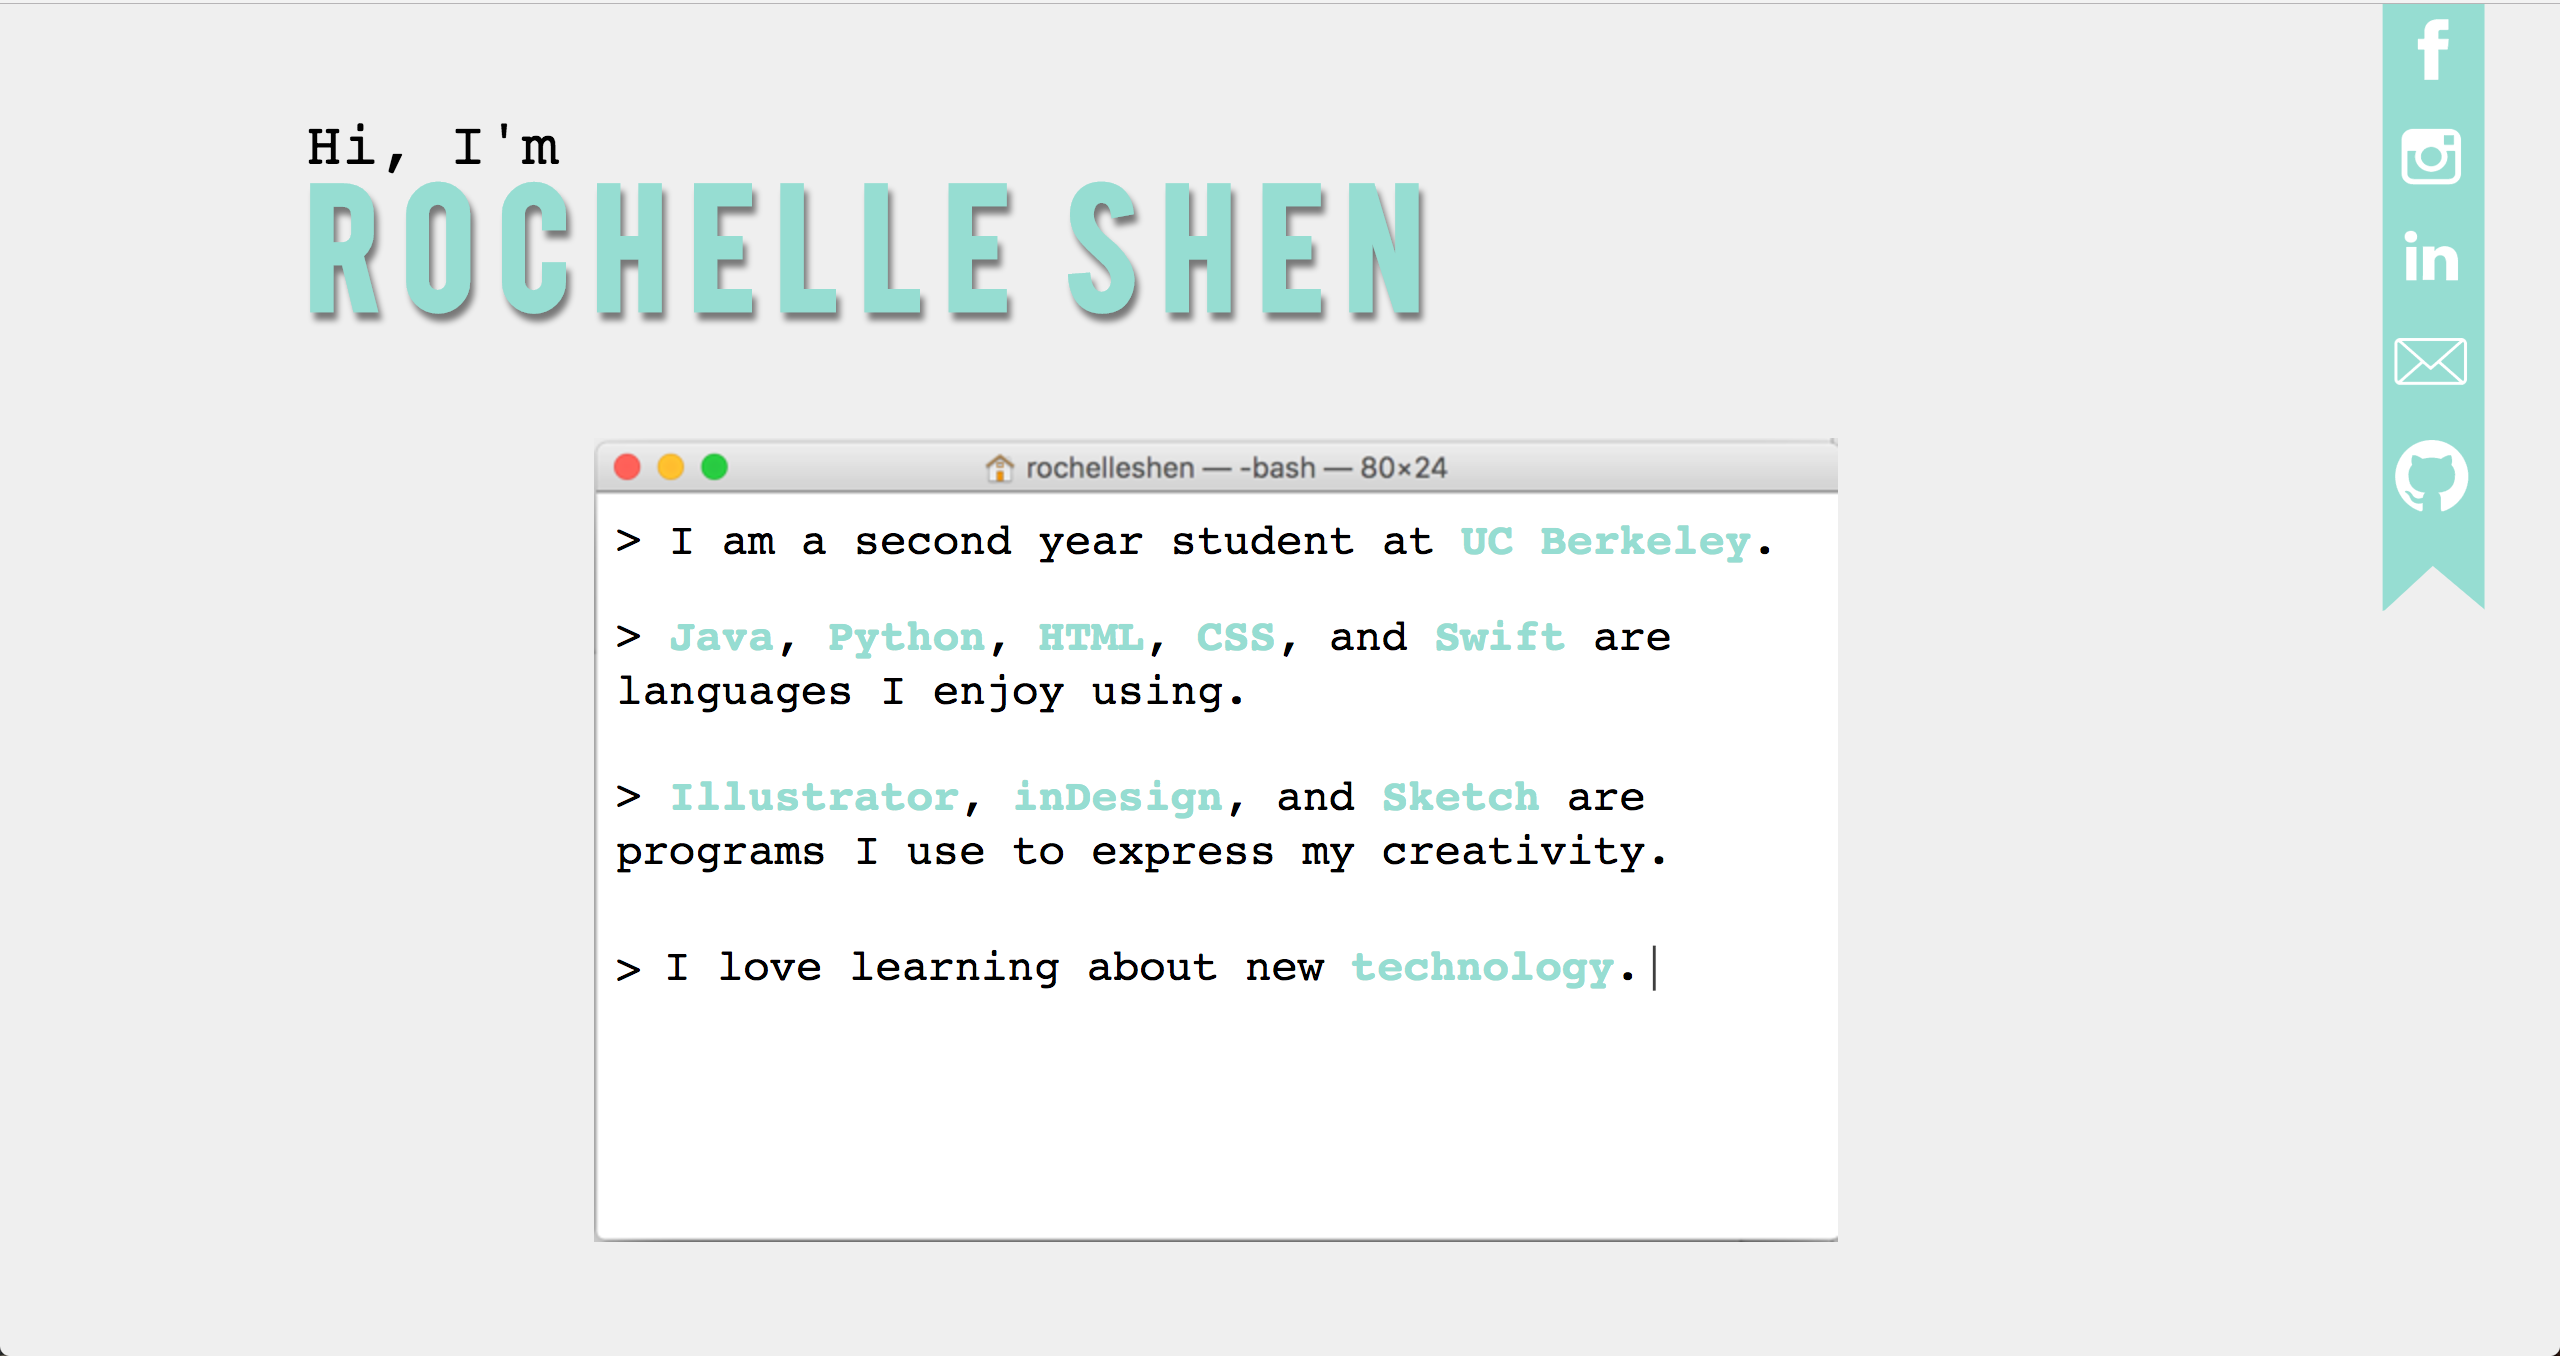 Hi, I'm
ROCHELLE SHEN
rochelleshen — -bash — 80×24
> I am a second year student at UC Berkeley.
> Java, Python, HTML, CSS, and Swift are
languages I enjoy using.
> Illustrator, inDesign, and Sketch are
programs I use to express my creativity.
> I love learning about new technology.|
f
in